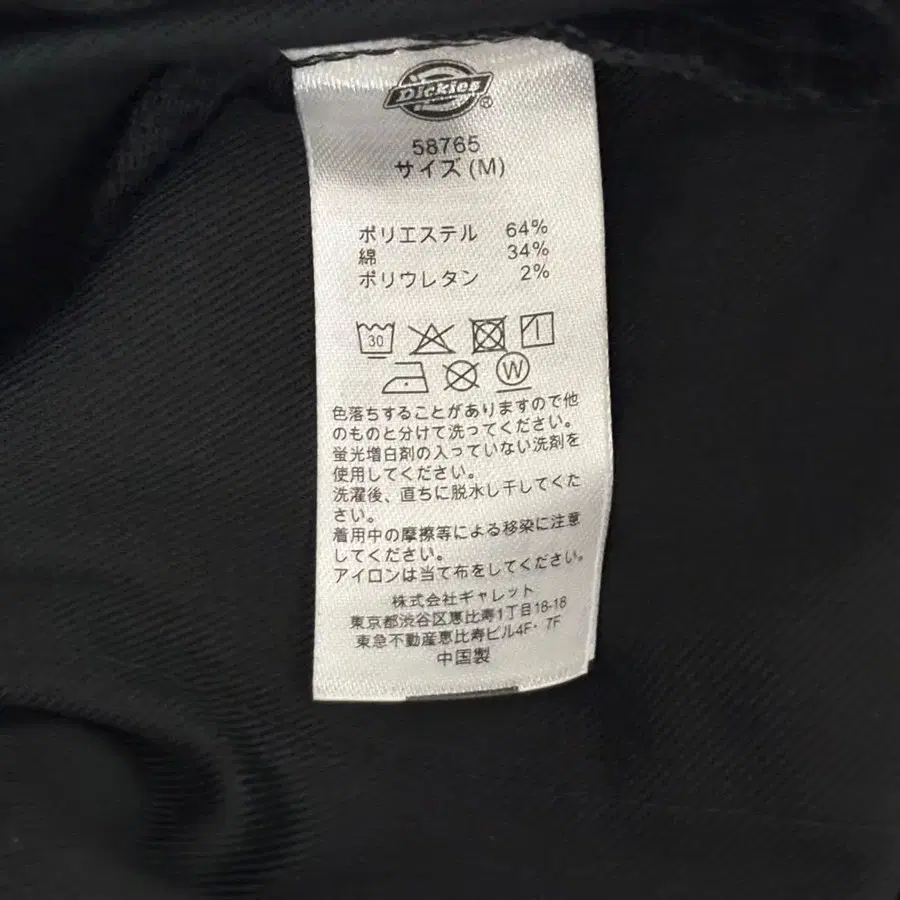 Dickies®
58765
サイズ (M)
ポリエステル 64%
綿 34%
ポリウレタン 2%
30
W
色落ちすることがありますので他
のものと分けて洗ってください。
蛍光増白剤の入っていない洗剤を
使用してください。
洗濯後、直ちに脱水し干してくだ
さい。
着用中の摩擦等による移染に注意
してください。
アイロンは当て布をしてください。
株式会社ギャレット
東京都渋谷区恵比寿1丁目18-18
東急不動産恵比寿ビル4F・7F
中国製